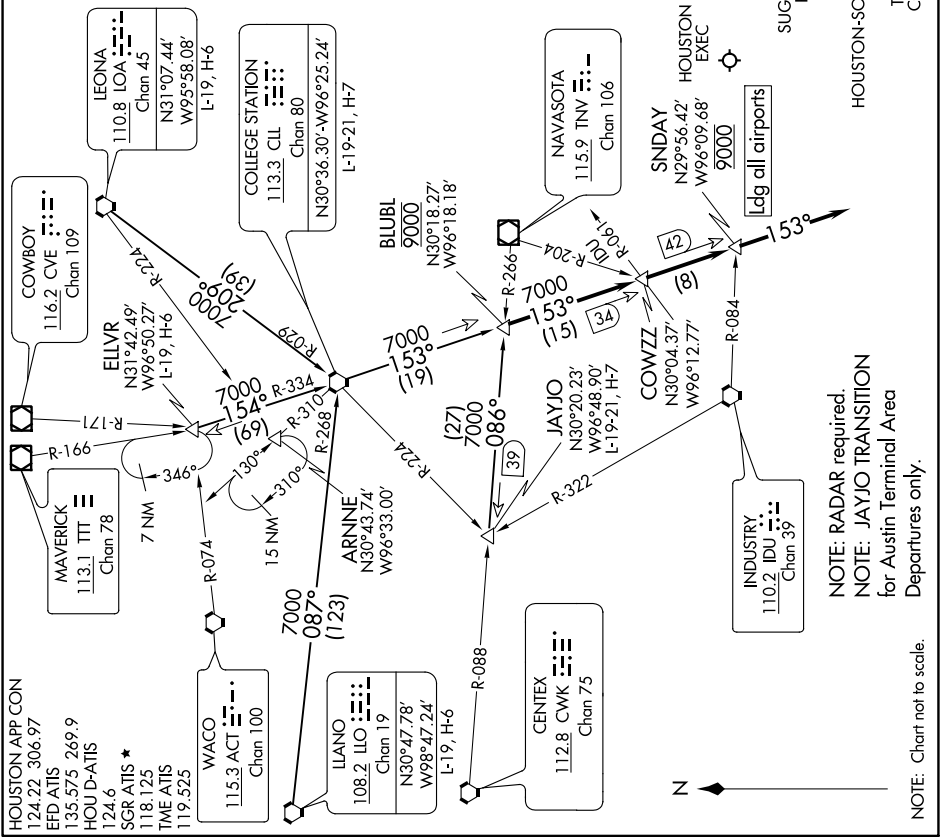 HOUSTON APP CON
124.22 306.97
EFD ATIS
135.575 269.9
HOU D-ATIS
124.6
SGR ATIS ★
118.125
TME ATIS
119.525
MAVERICK
113.1 TTT
Chan 78
COWBOY
116.2 CVE
Chan 109
LEONA
110.8 LOA
Chan 45
N31°07.44'
W95°58.08'
L-19, H-6
ELLVR
N31°42.49'
W96°50.27'
L-19, H-6
R-166
R-171
R-224
7000
209°
(39)
R-029
7 NM
346°
7000
154°
(69)
R-334
COLLEGE STATION
113.3 CLL
Chan 80
N30°36.30'-W96°25.24'
L-19-21, H-7
WACO
115.3 ACT
Chan 100
R-074
130°
310°
15 NM
R-310
R-268
ARNNE
N30°43.74'
W96°33.00'
7000
087°
(123)
LLANO
108.2 LLO
Chan 19
N30°47.78'
W98°47.24'
L-19, H-6
7000
153°
(19)
R-224
BLUBL
9000
N30°18.27'
W96°18.18'
NAVASOTA
115.9 TNV
Chan 106
R-266
R-204
IDU
R-061
7000
153°
(15)
34
(27)
7000
086°
39
JAYJO
N30°20.23'
W96°48.90'
L-19-21, H-7
R-088
CENTEX
112.8 CWK
Chan 75
COWZZ
N30°04.37'
W96°12.77'
42
(8)
R-322
R-084
INDUSTRY
110.2 IDU
Chan 39
SNDAY
N29°56.42'
W96°09.68'
9000
Ldg all airports
153°
HOUSTON
EXEC
SUG
HOUSTON-SO
T
C
N
NOTE: RADAR required.
NOTE: JAYJO TRANSITION
for Austin Terminal Area
Departures only.
NOTE: Chart not to scale.